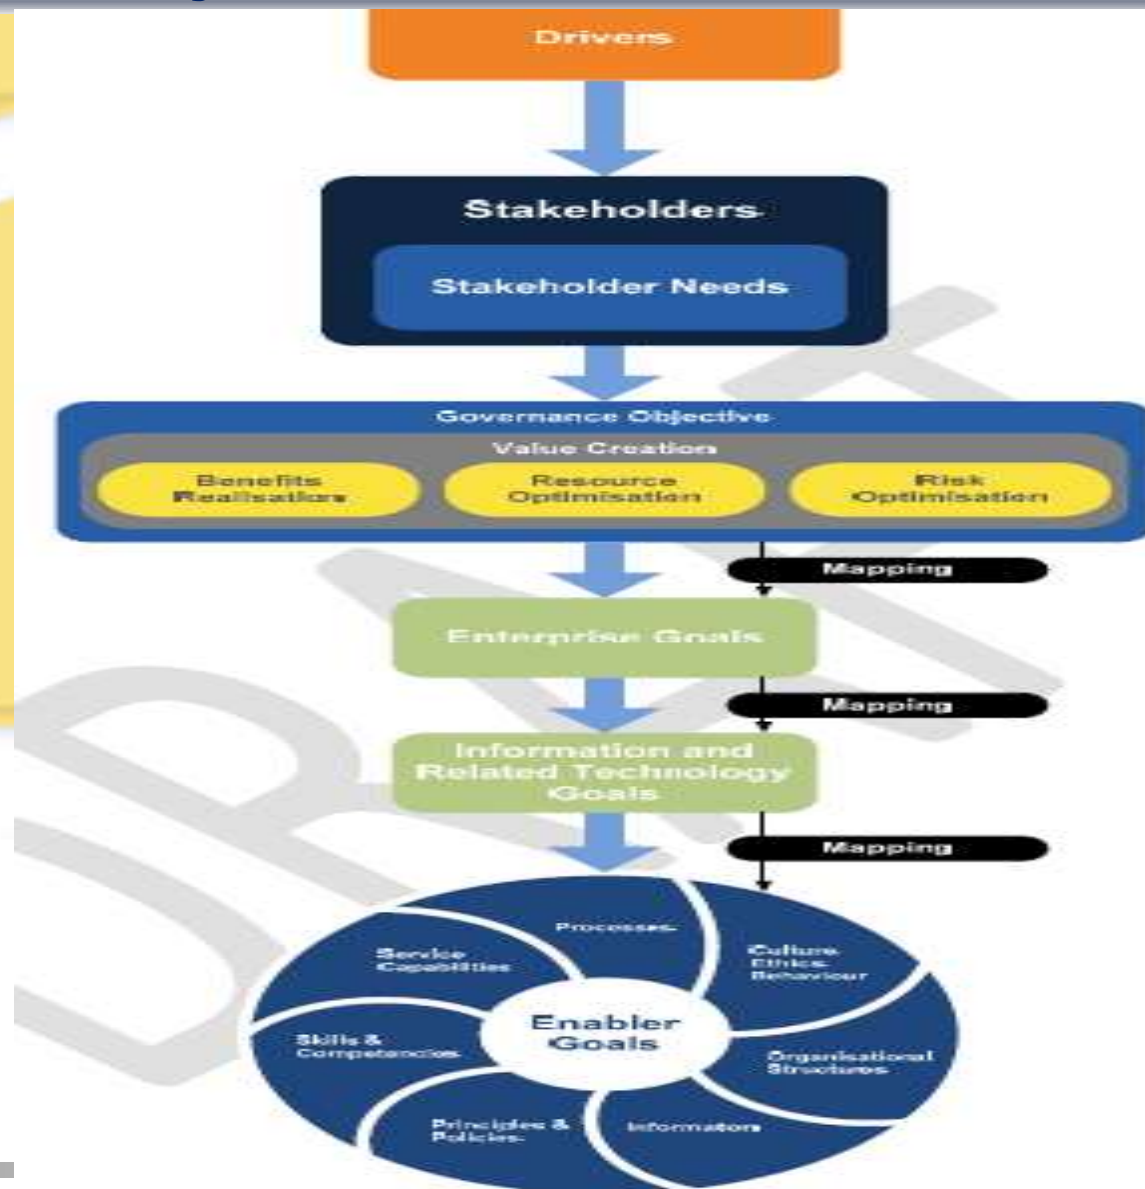 Drivers
Stakeholders
Stakeholder Needs
Governance Objective
Value Creation
Benefits
Realisation
Resource
Optimisation
Risk
Optimisation
Mapping
Enterprise Goals
Mapping
Information and
Related Technology
Goals
Mapping
Processes
Culture
Ethics
Behaviour
Service
Capabilities
Enabler
Goals
Skills &
Competencies
Organisational
Structures
Principles &
Policies
Information
DRAFT